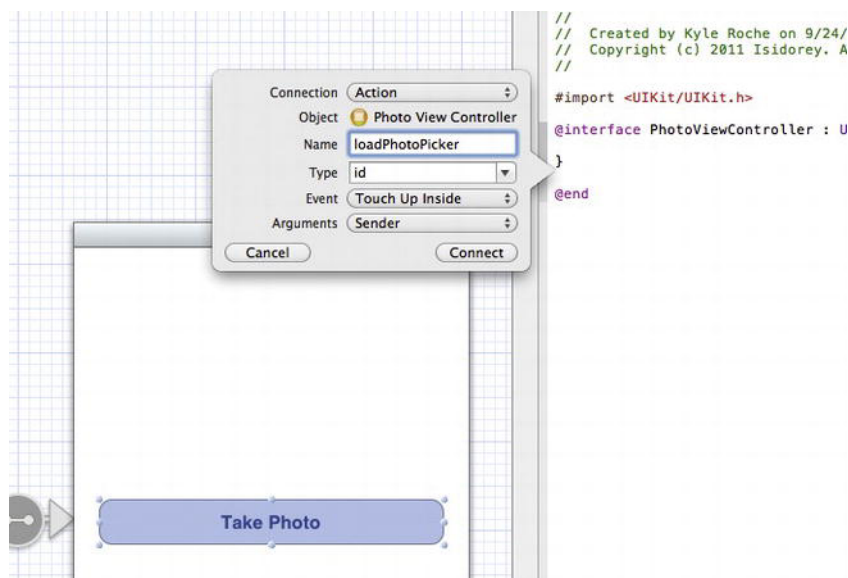 //
// Created by Kyle Roche on 9/24/
// Copyright (c) 2011 Isidorey. A
//
#import <UIKit/UIKit.h>
@interface PhotoViewController : U
}
@end
Connection Action
Object Photo View Controller
Name loadPhotoPicker
Type id
Event Touch Up Inside
Arguments Sender
Cancel Connect
Take Photo